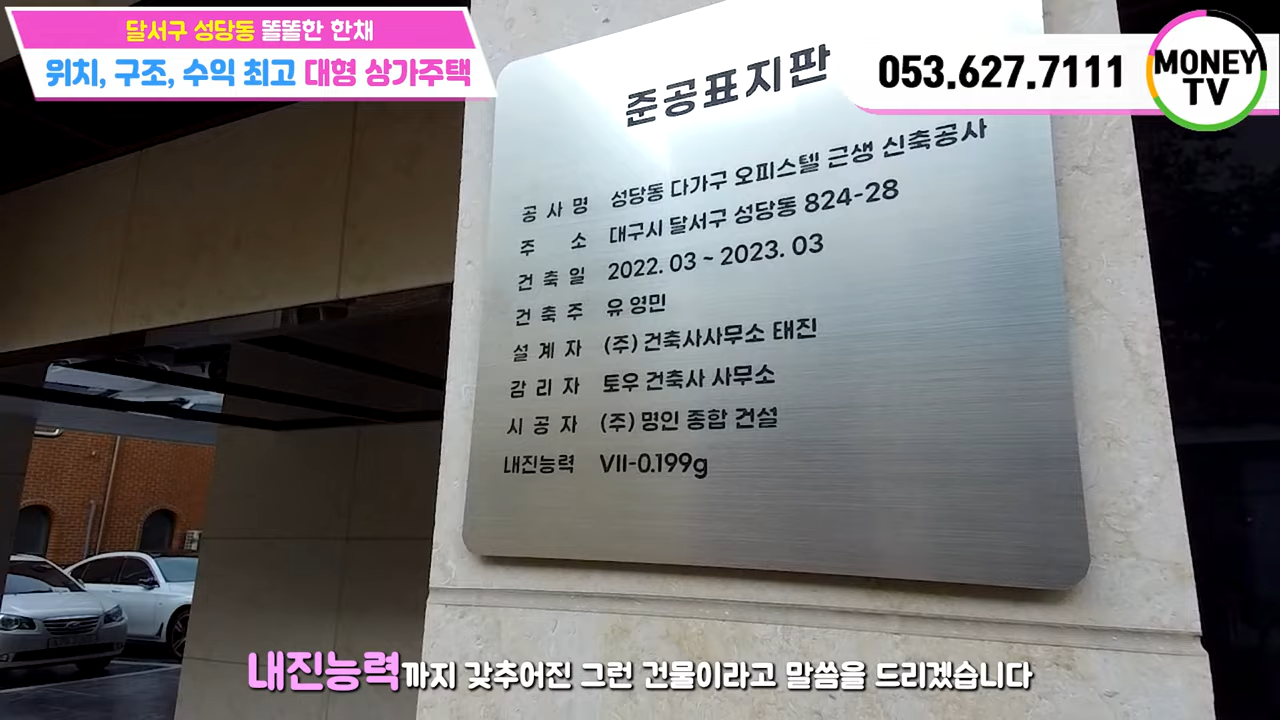 달서구 성당동 똘똘한 한채
위치, 구조, 수익 최고 대형 상가주택
053.627.7111
MONEY
TV
준공표지판
공사명 성당동 다가구 오피스텔 근생 신축공사
주소 대구시 달서구 성당동 824-28
건축일 2022. 03 ~ 2023. 03
건축주 유영민
설계자 (주) 건축사사무소 태진
감리자 토우 건축사 사무소
시공자 (주) 명인 종합 건설
내진능력 VII-0.199g
내진능력까지 갖추어진 그런 건물이라고 말씀을 드리겠습니다